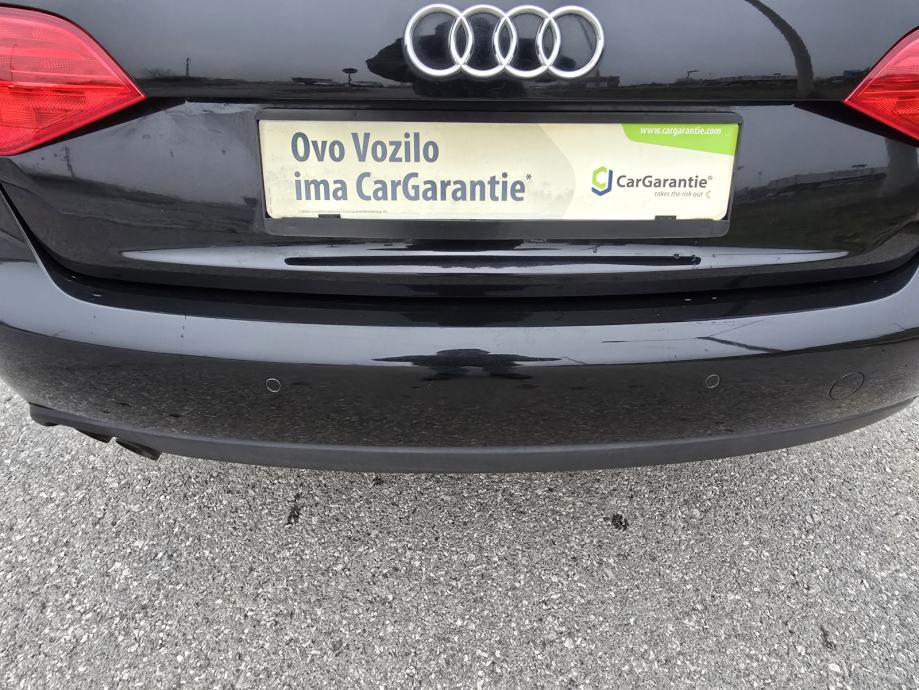 Ovo Vozilo
ima CarGarantie*
www.cargarantie.com
CarGarantie®
takes the risk out